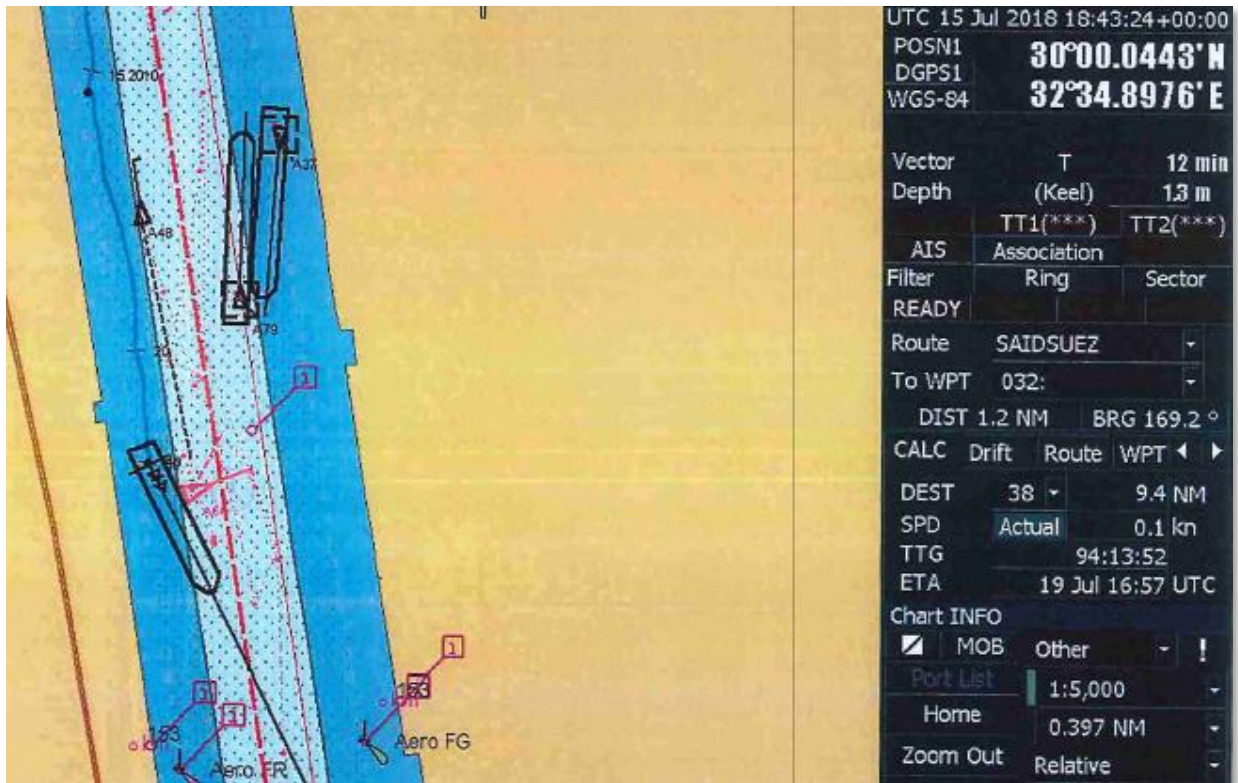 15.2010
A37
A48
A79
20
1
1
1
1
Aero FG
Aero FR
UTC 15 Jul 2018 18:43:24+00:00
POSN1 30°00.0443'N
DGPS1
WGS-84 32°34.8976'E
Vector T 12 min
Depth (Keel) 1.3 m
TT1(***) TT2(***)
AIS Association
Filter Ring Sector
READY
Route SAIDSUEZ
To WPT 032:
DIST 1.2 NM BRG 169.2 °
CALC Drift Route WPT
DEST 38 9.4 NM
SPD Actual 0.1 kn
TTG 94:13:52
ETA 19 Jul 16:57 UTC
Chart INFO
MOB Other !
Port List 1:5,000
Home 0.397 NM
Zoom Out Relative